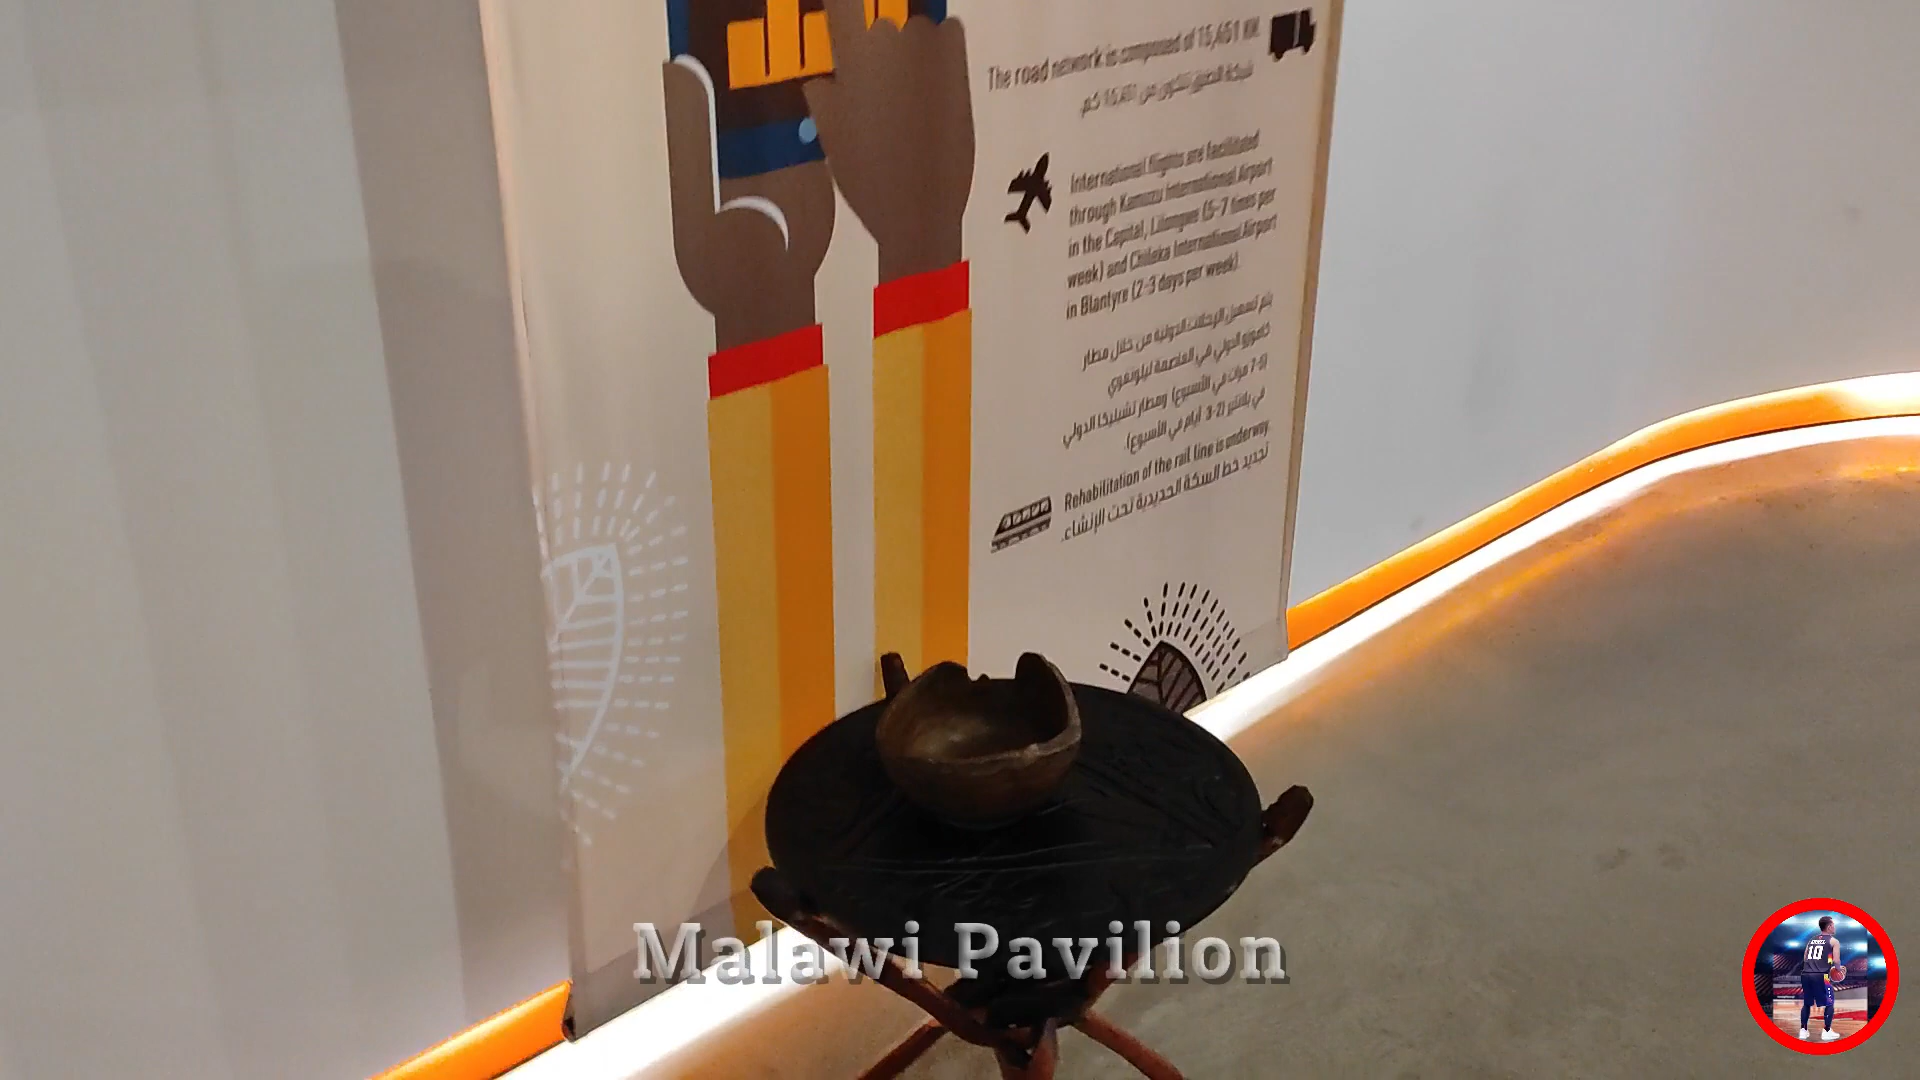 The road network is composed of 15,451 KM.
شبكة الطرق تتكون من 15,451 كم.
International flights are facilitated
through Kamuzu International Airport
in the Capital, Lilongwe (5-7 times per
week) and Chileka International Airport
in Blantyre (2-3 days per week).
يتم تسهيل الرحلات الدولية من خلال مطار
كاموزو الدولي في العاصمة ليلونغوي
(5-7 مرات في الأسبوع) ومطار تشيليكا الدولي
في بلانتير (2-3 أيام في الأسبوع).
Rehabilitation of the rail line is underway.
تجديد خط السكة الحديدية تحت الإنشاء.
Malawi Pavilion
10